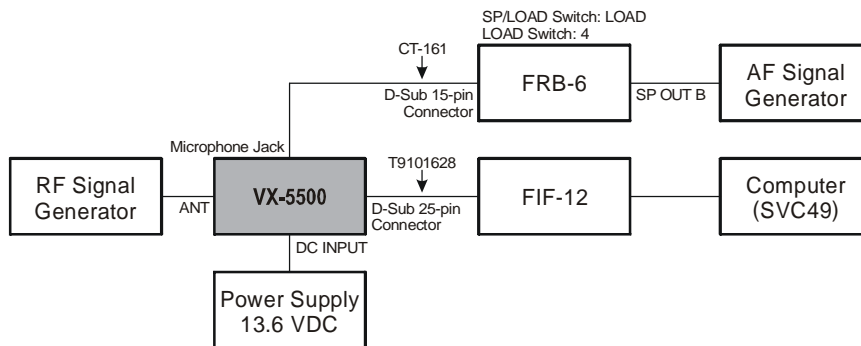 SP/LOAD Switch: LOAD
LOAD Switch: 4
CT-161
FRB-6
AF Signal
Generator
D-Sub 15-pin
Connector
SP OUT B
Microphone Jack
T9101628
RF Signal
Generator
ANT
VX-5500
D-Sub 25-pin
Connector
FIF-12
Computer
(SVC49)
DC INPUT
Power Supply
13.6 VDC